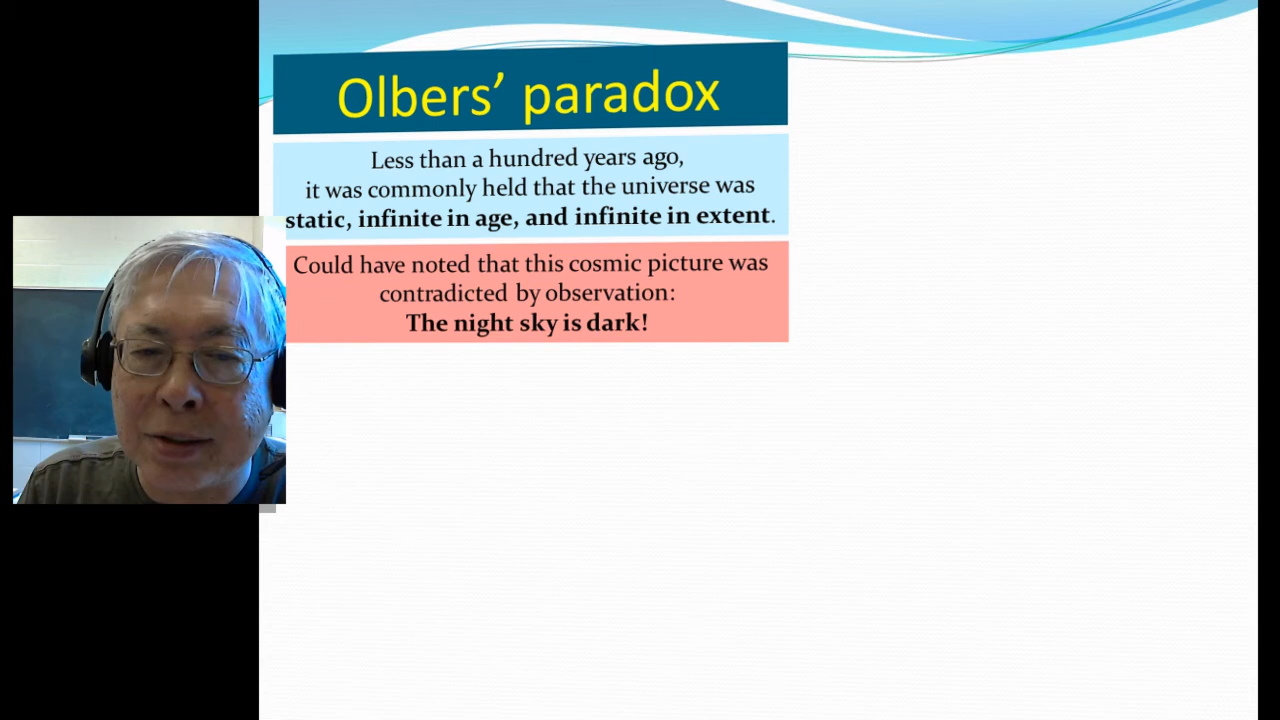 Olbers’ paradox
Less than a hundred years ago,
it was commonly held that the universe was
static, infinite in age, and infinite in extent.
Could have noted that this cosmic picture was
contradicted by observation:
The night sky is dark!